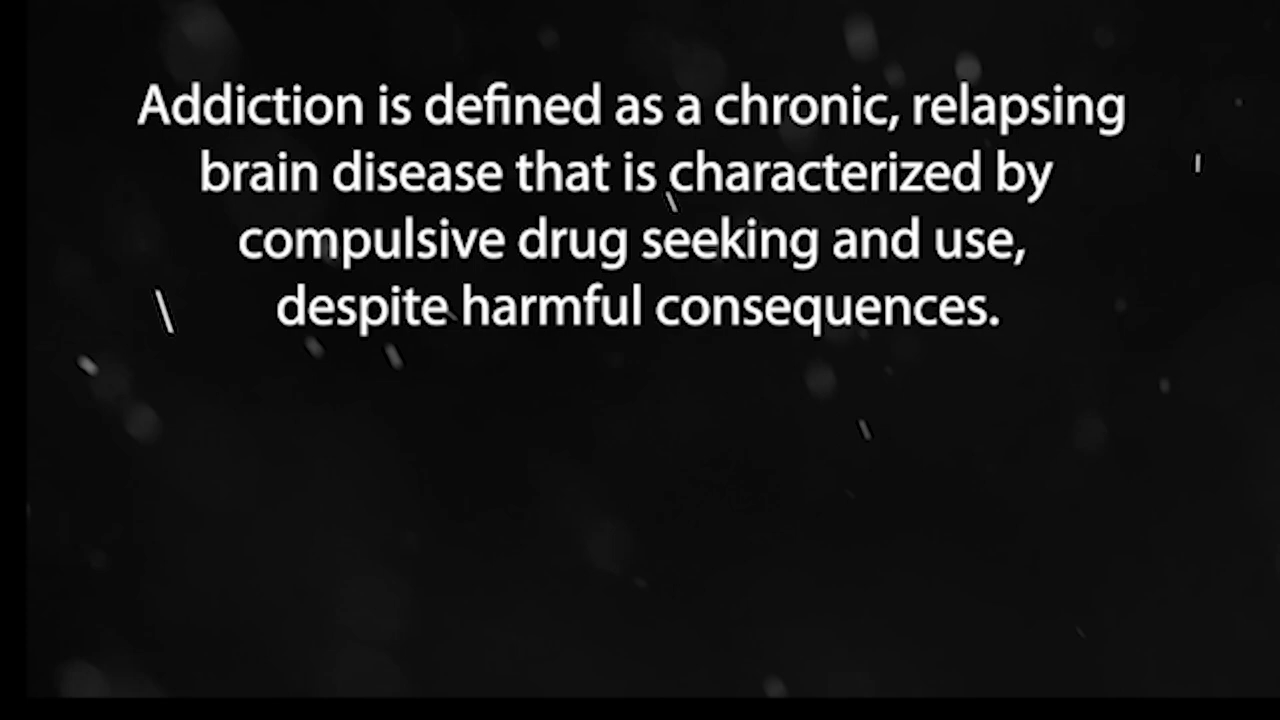 Addiction is defined as a chronic, relapsing
brain disease that is characterized by
compulsive drug seeking and use,
despite harmful consequences.